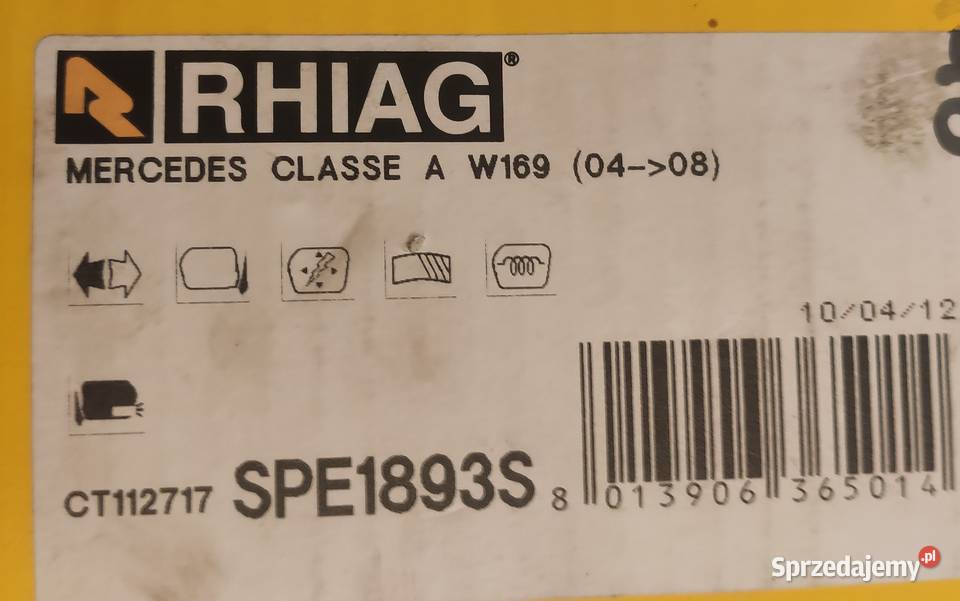 RHIAG®
MERCEDES CLASSE A W169 (04->08)
10/04/12
CT112717 SPE1893S
8 013906 365014
Sprzedajemy.pl